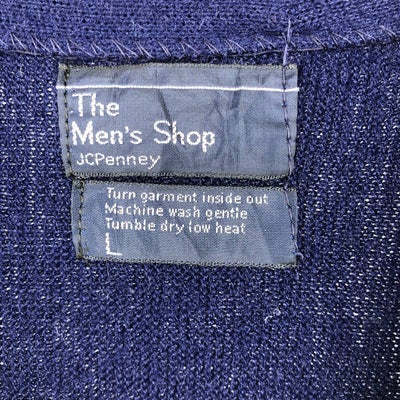 The
Men's Shop
JCPenney
Turn garment inside out
Machine wash gentle
Tumble dry low heat
L